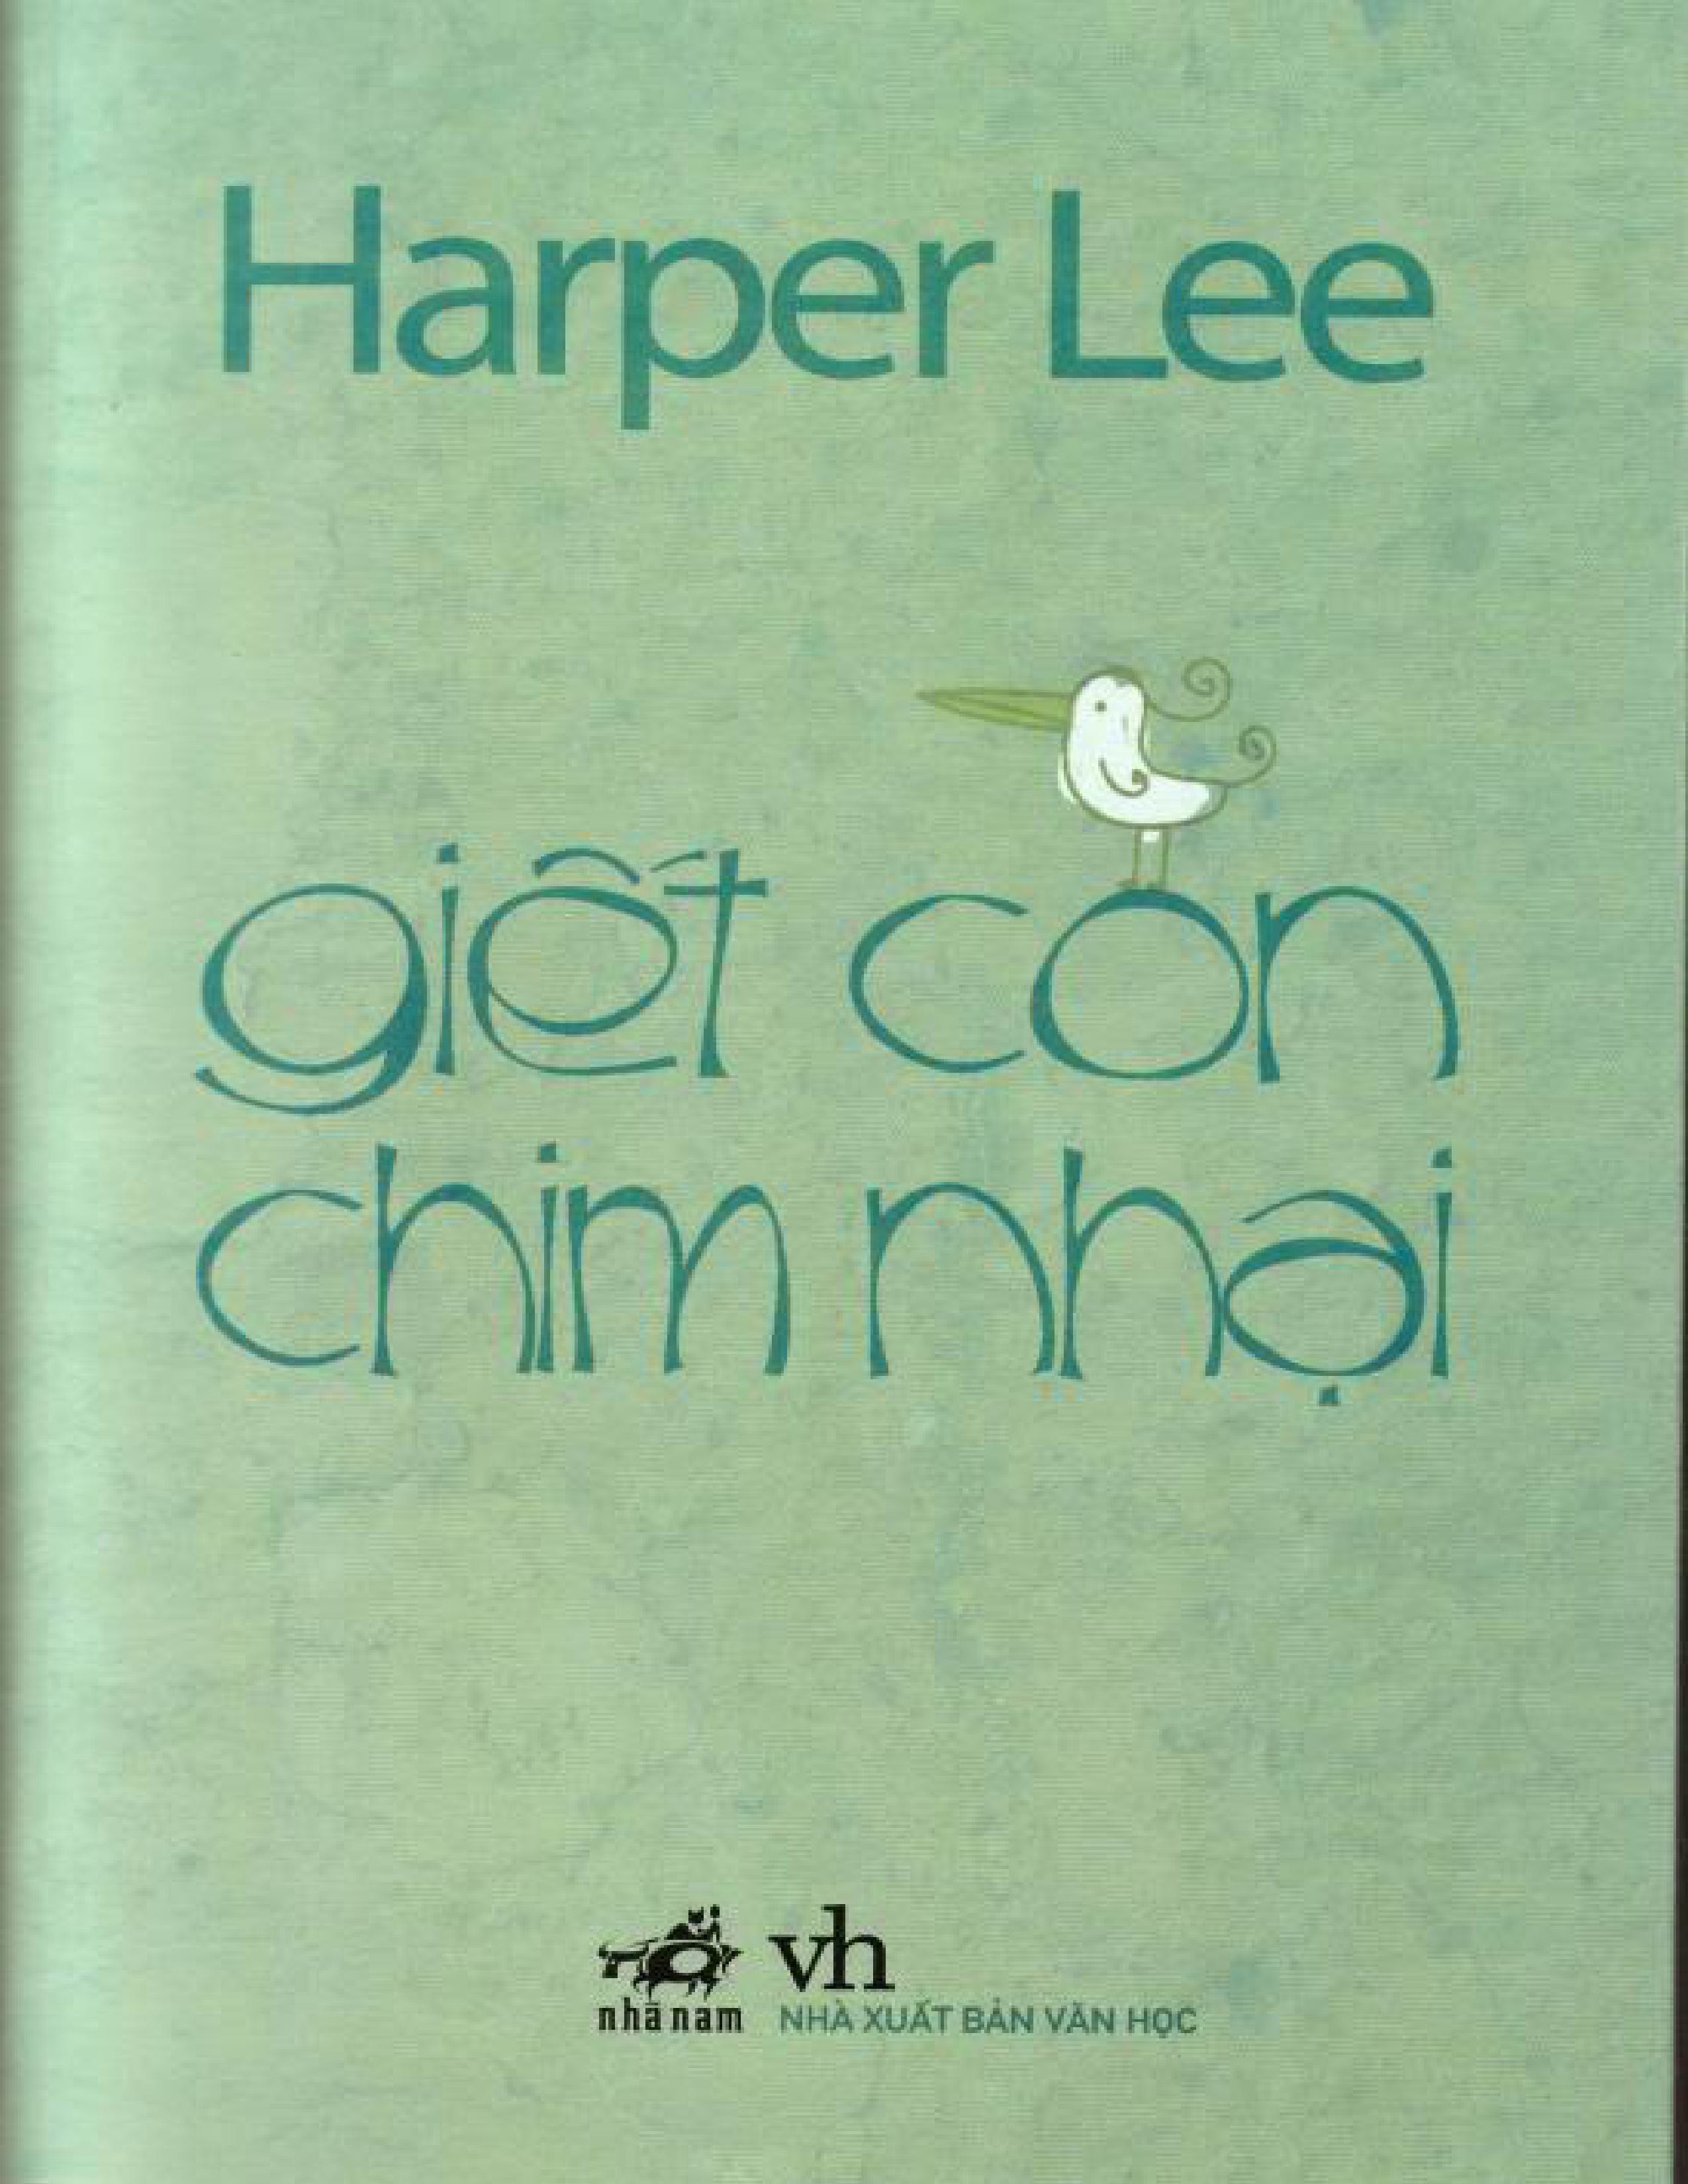 Harper Lee
giết con
chim nhại
nhã nam
vh
NHÀ XUẤT BẢN VĂN HỌC